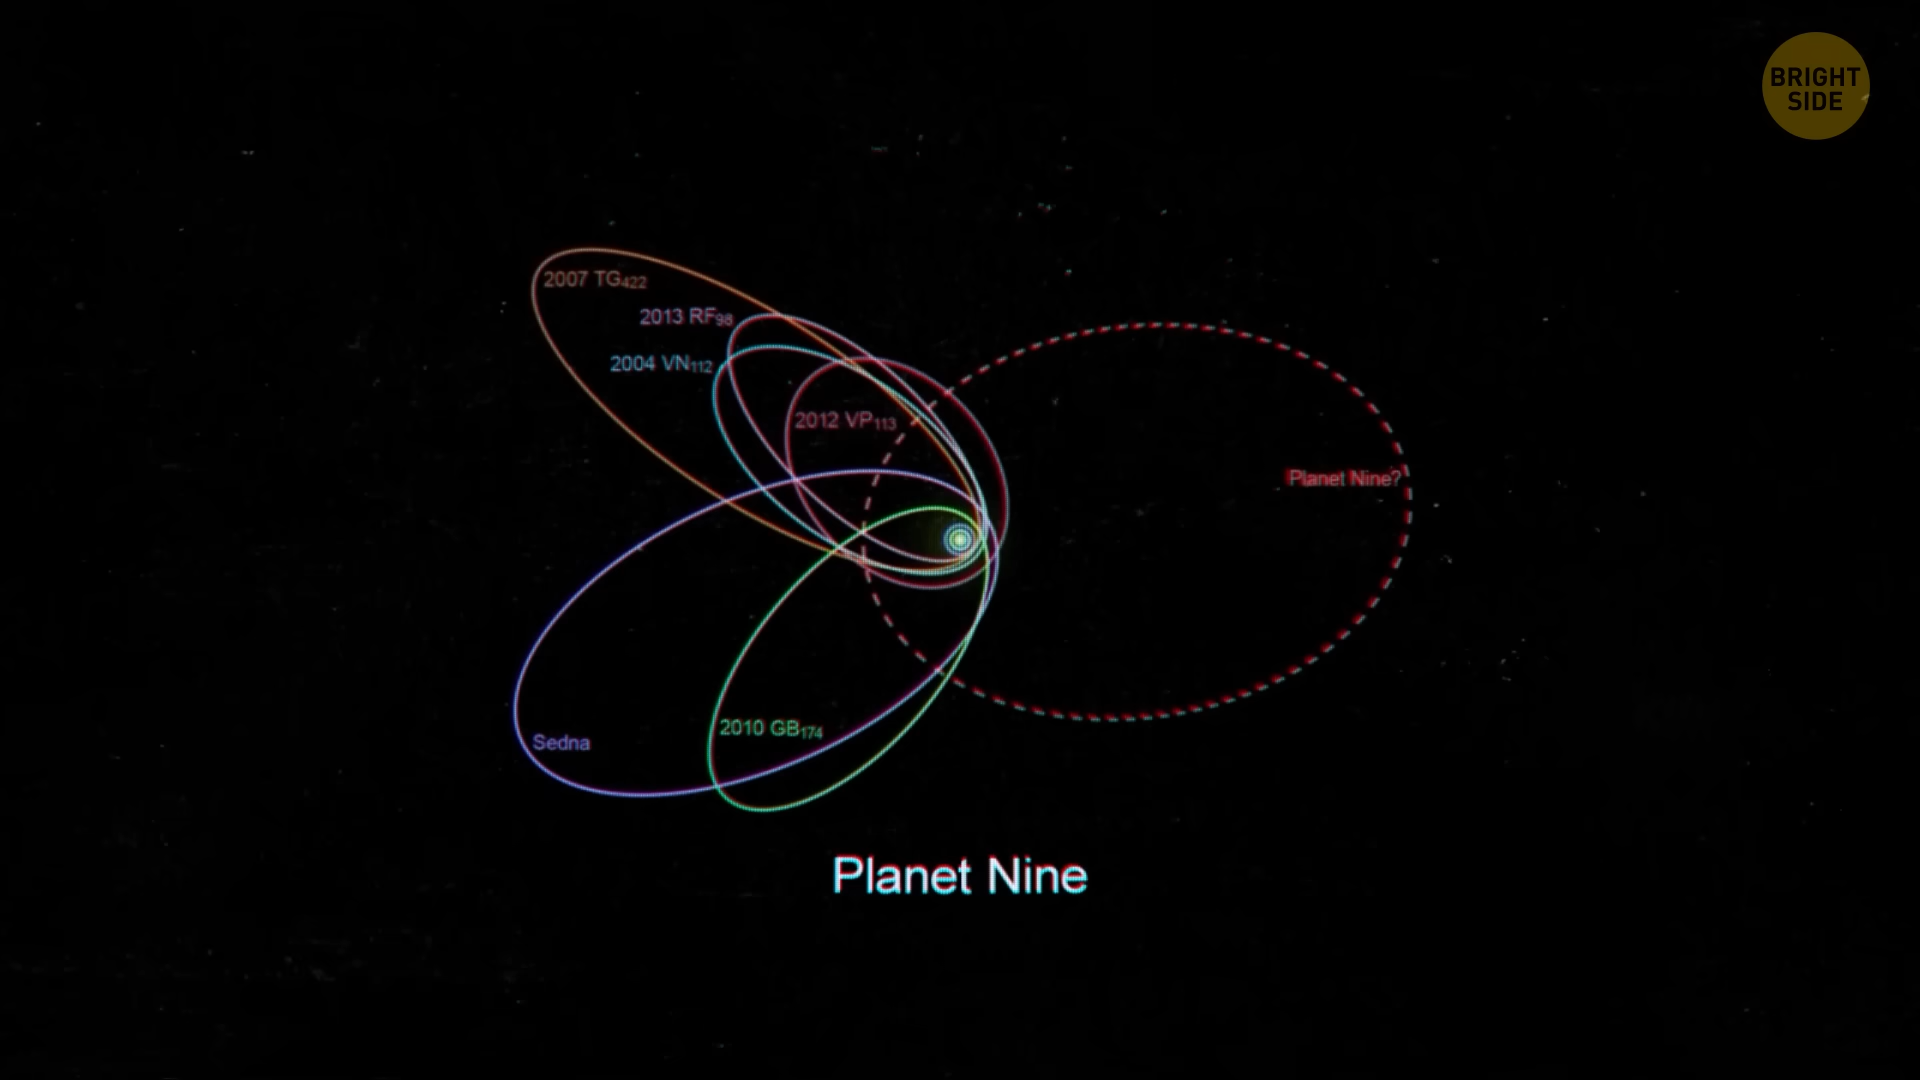 BRIGHT
SIDE
2007 TG₄₂₂
2013 RF₉₈
2004 VN₁₁₂
2012 VP₁₁₃
Planet Nine?
2010 GB₁₇₄
Sedna
Planet Nine